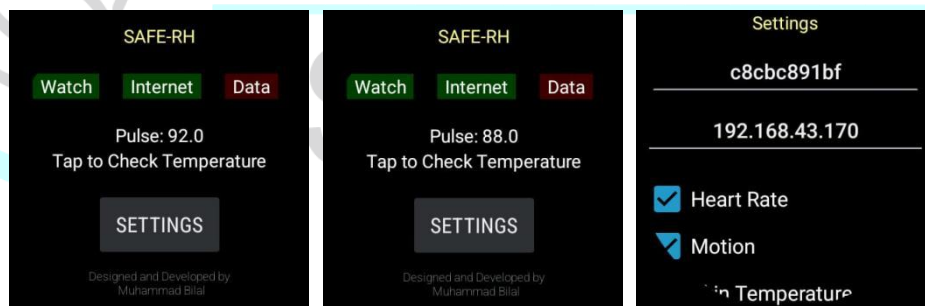 SAFE-RH
Watch Internet Data
Pulse: 92.0
Tap to Check Temperature
SETTINGS
Designed and Developed by
Muhammad Bilal
SAFE-RH
Watch Internet Data
Pulse: 88.0
Tap to Check Temperature
SETTINGS
Designed and Developed by
Muhammad Bilal
Settings
c8cbc891bf
192.168.43.170
Heart Rate
Motion
in Temperature